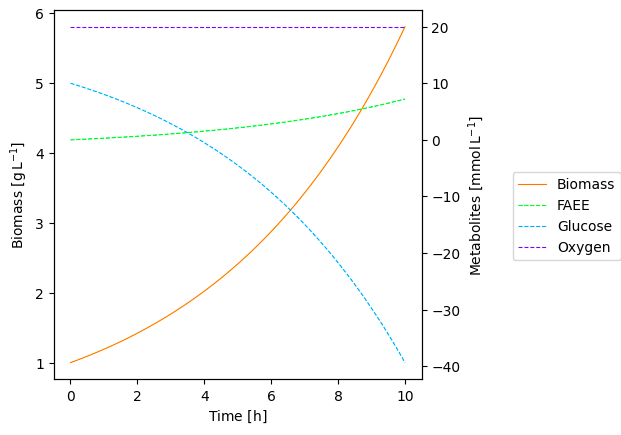 6
5
4
3
2
1
Biomass [g L⁻¹]
0
2
4
6
8
10
Time [h]
20
10
0
−10
−20
−30
−40
Metabolites [mmol L⁻¹]
Biomass
FAEE
Glucose
Oxygen